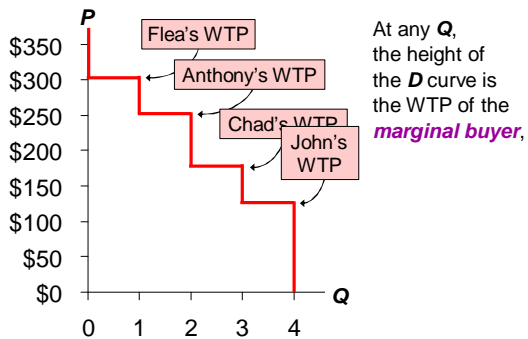 P
$350
$300
$250
$200
$150
$100
$50
$0
0 1 2 3 4
Q
Flea's WTP
Anthony's WTP
Chad's WTP
John's
WTP
At any Q,
the height of
the D curve is
the WTP of the
marginal buyer,